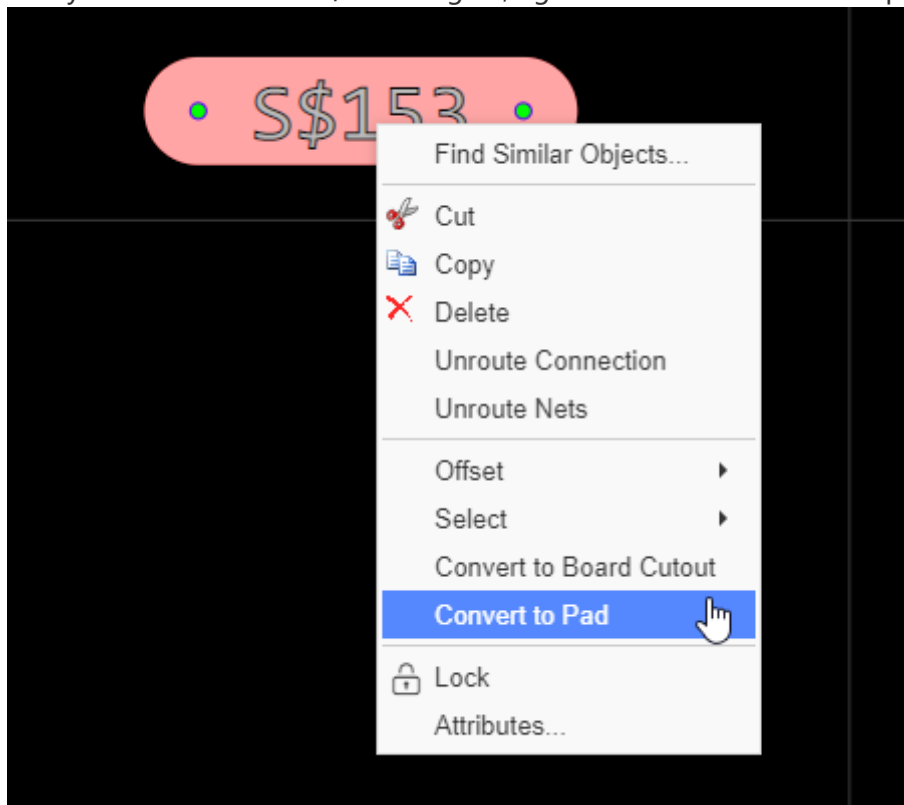 S$153
Find Similar Objects...
Cut
Copy
Delete
Unroute Connection
Unroute Nets
Offset
Select
Convert to Board Cutout
Convert to Pad
Lock
Attributes...